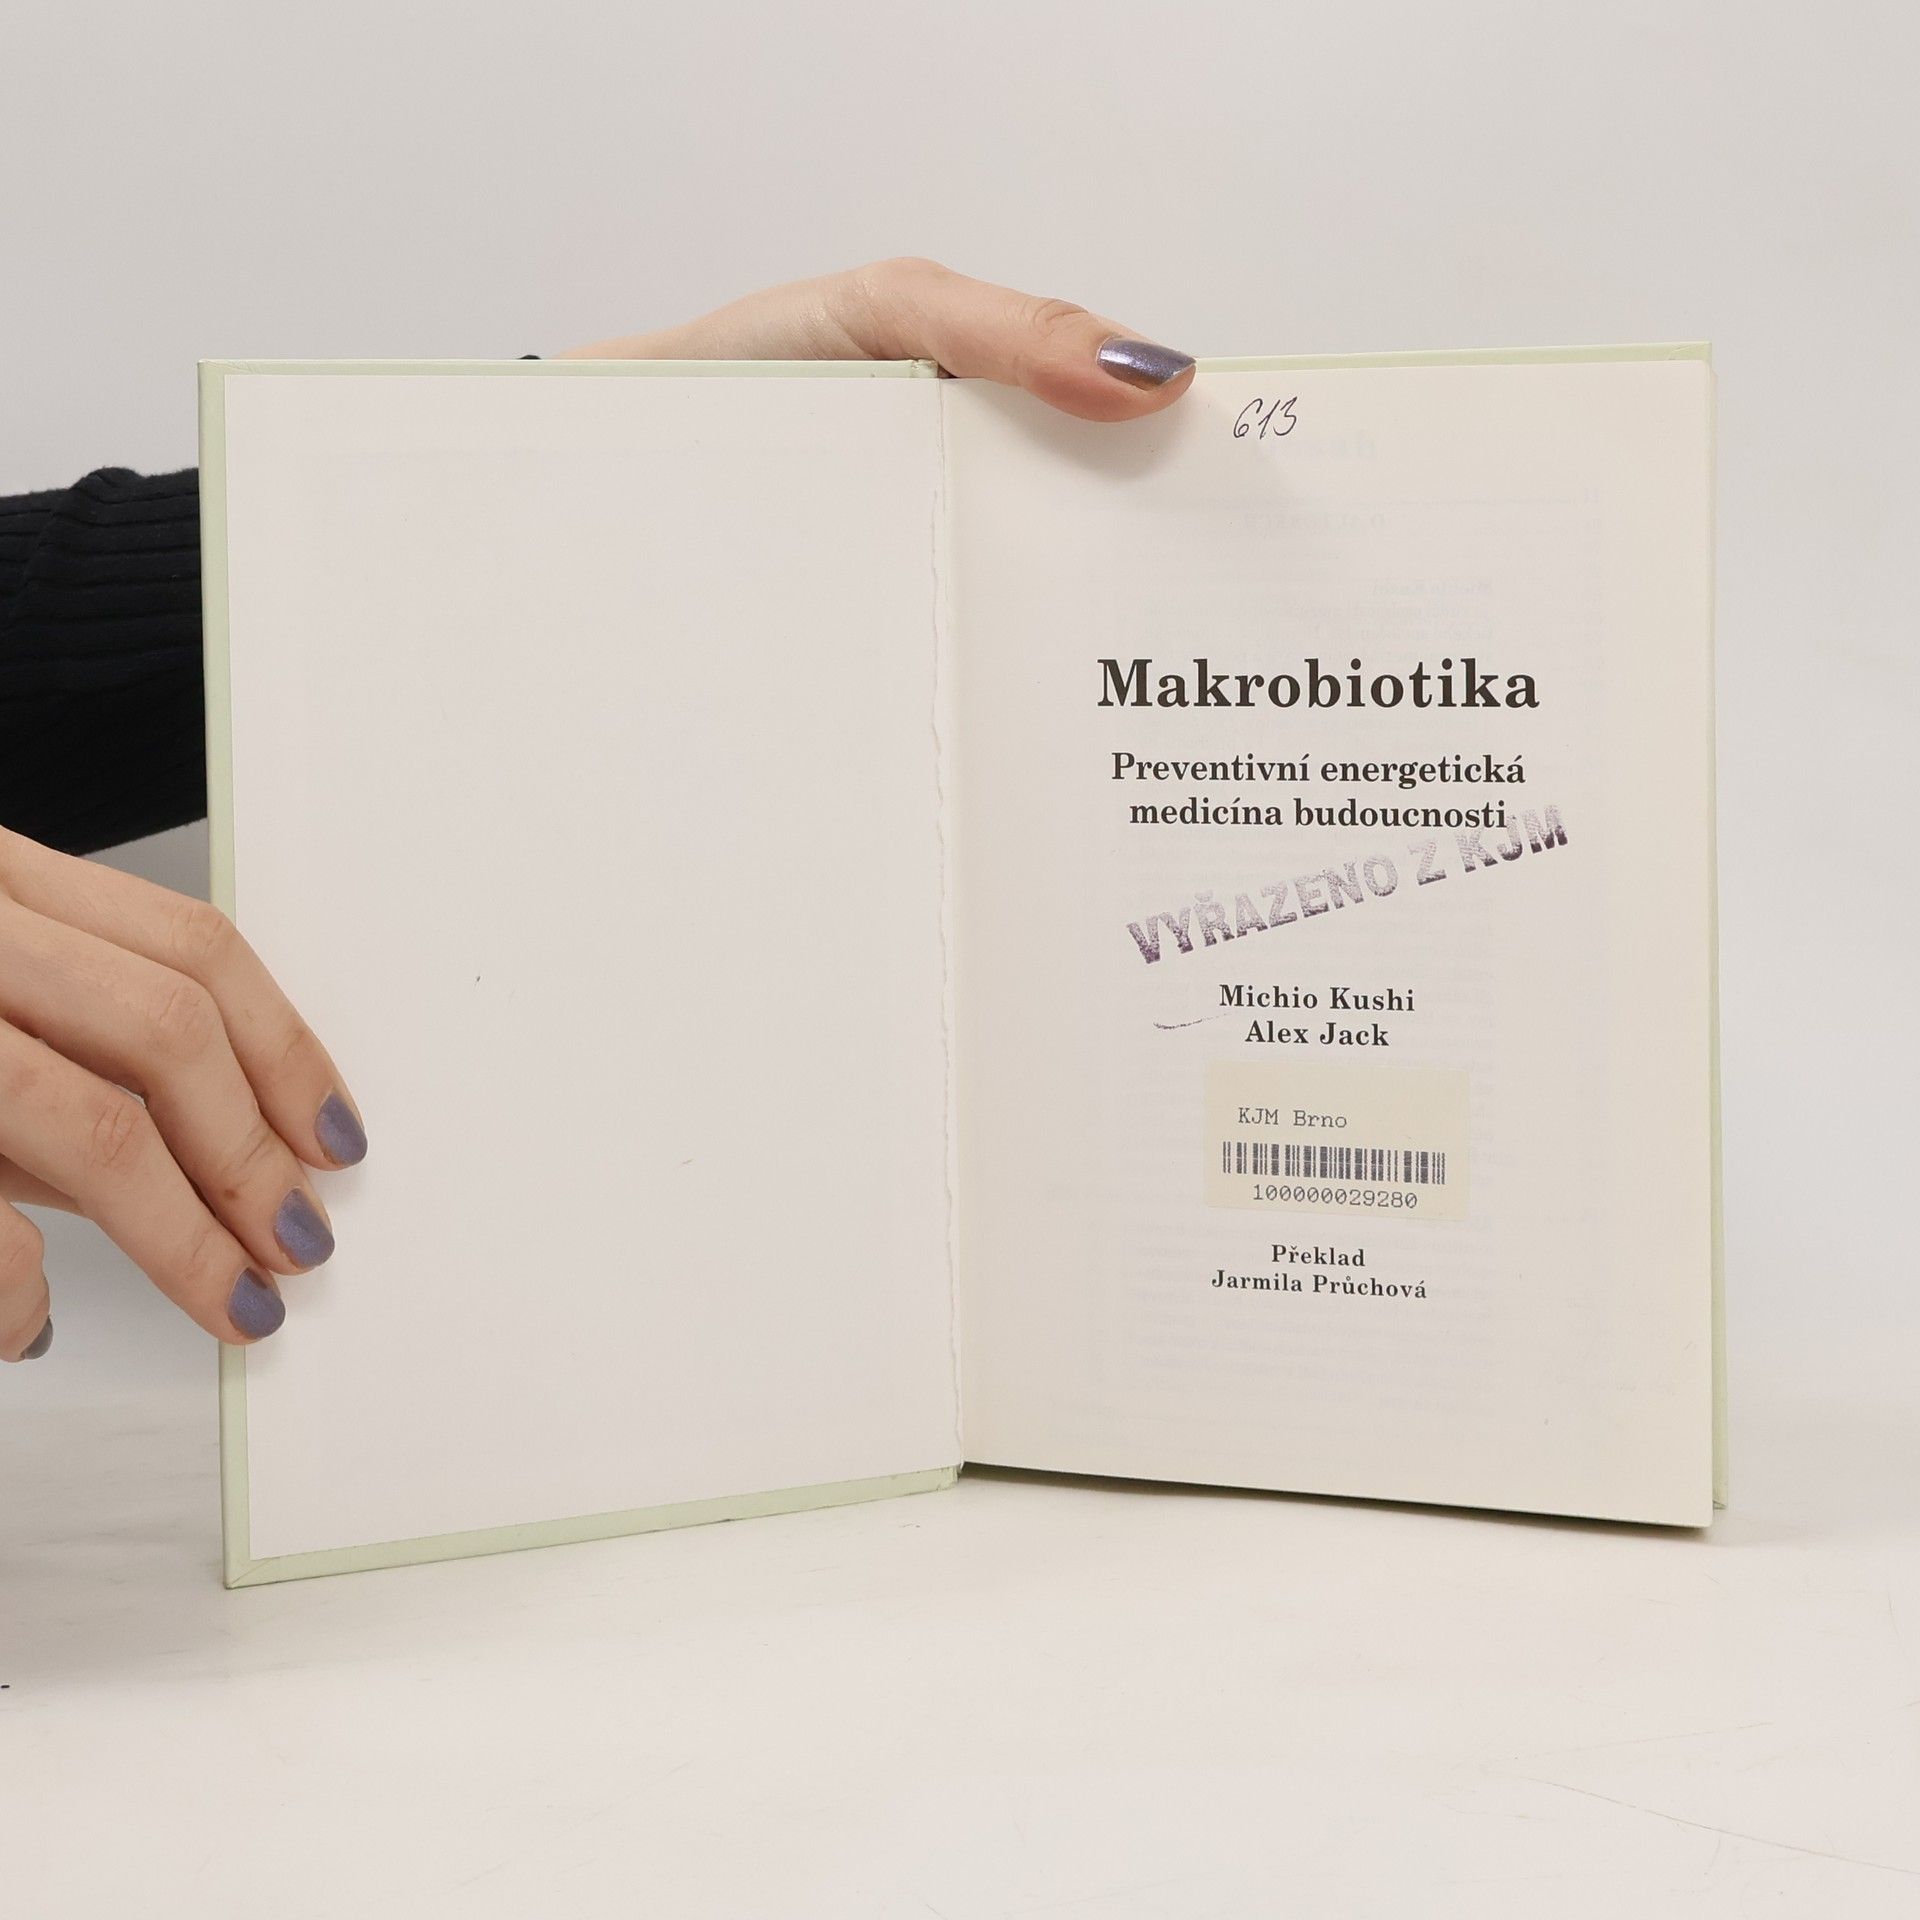 613
Makrobiotika
Preventivní energetická
medicína budoucnosti
VYŘAZENO Z KJM
Michio Kushi
Alex Jack
KJM Brno
100000029280
Překlad
Jarmila Průchová